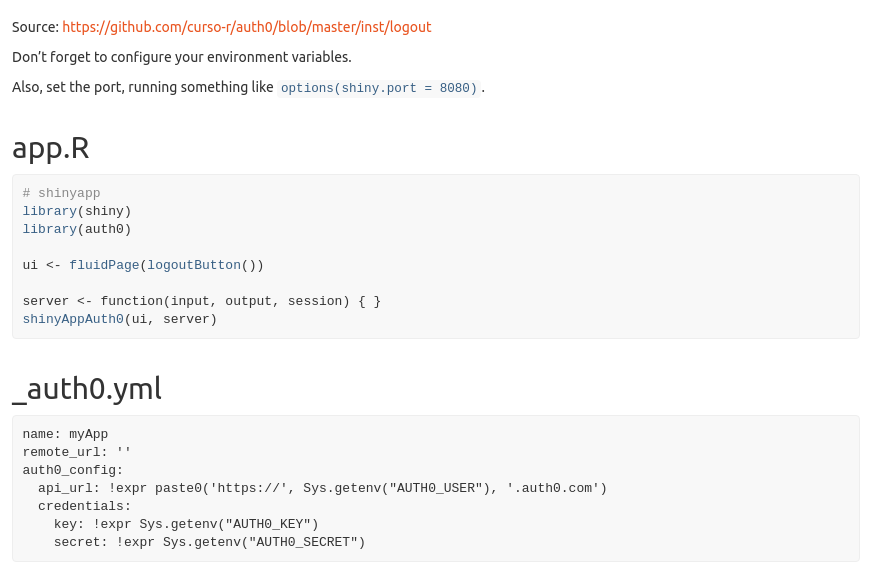 Source: https://github.com/curso-r/auth0/blob/master/inst/logout
Don’t forget to configure your environment variables.
Also, set the port, running something like options(shiny.port = 8080).
app.R
# shinyapp
library(shiny)
library(auth0)
ui <- fluidPage(logoutButton())
server <- function(input, output, session) { }
shinyAppAuth0(ui, server)
_auth0.yml
name: myApp
remote_url: ''
auth0_config:
  api_url: !expr paste0('https://', Sys.getenv("AUTH0_USER"), '.auth0.com')
  credentials:
    key: !expr Sys.getenv("AUTH0_KEY")
    secret: !expr Sys.getenv("AUTH0_SECRET")